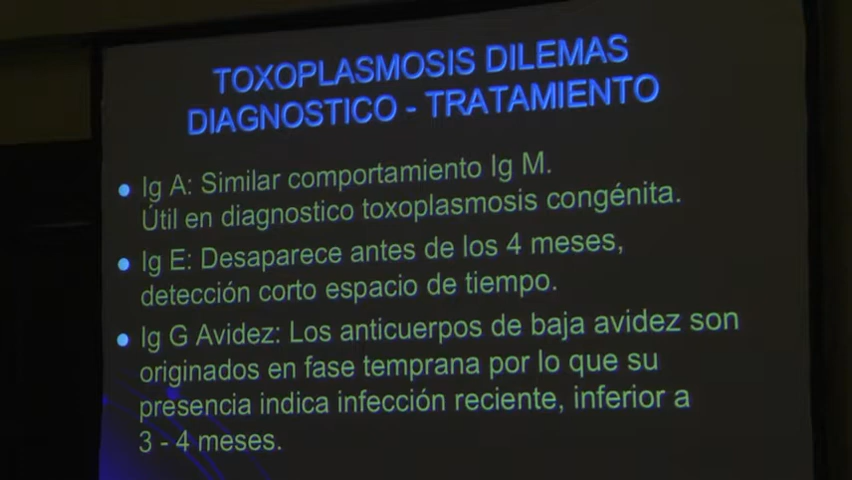 TOXOPLASMOSIS DILEMAS
DIAGNOSTICO - TRATAMIENTO
Ig A: Similar comportamiento Ig M.
Útil en diagnostico toxoplasmosis congénita.
Ig E: Desaparece antes de los 4 meses,
detección corto espacio de tiempo.
Ig G Avidez: Los anticuerpos de baja avidez son
originados en fase temprana por lo que su
presencia indica infección reciente, inferior a
3 - 4 meses.